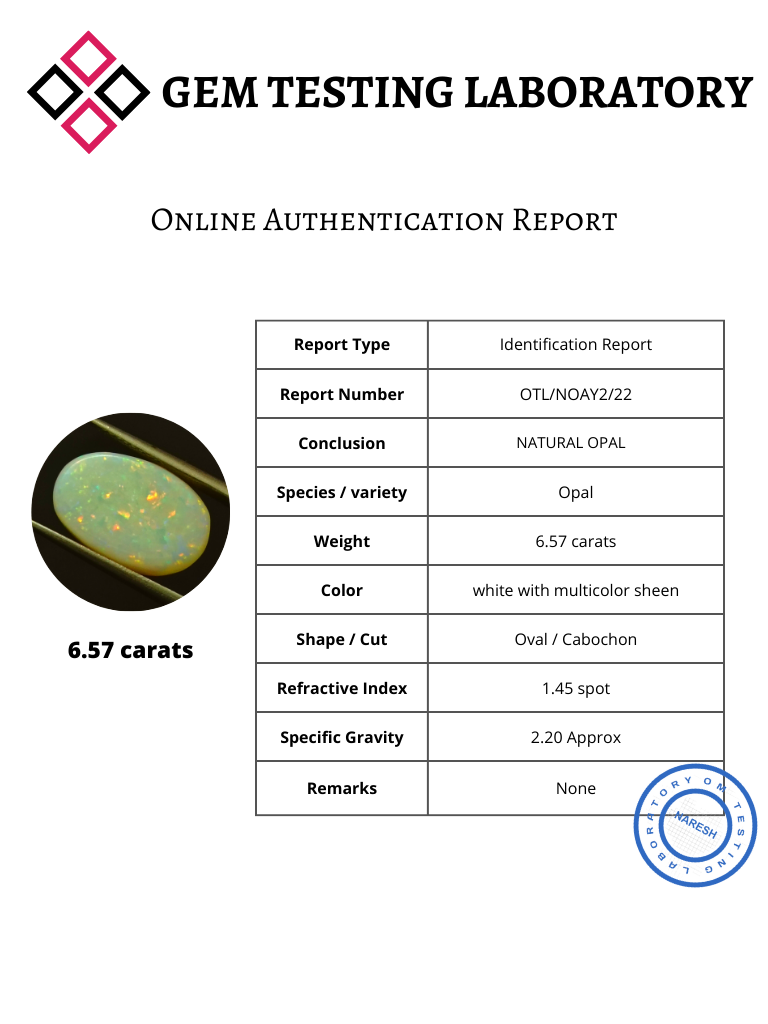 GEM TESTING LABORATORY
Online Authentication Report
Report Type Identification Report
Report Number OTL/NOAY2/22
Conclusion NATURAL OPAL
Species / variety Opal
Weight 6.57 carats
Color white with multicolor sheen
Shape / Cut Oval / Cabochon
Refractive Index 1.45 spot
Specific Gravity 2.20 Approx
Remarks None
6.57 carats
OM TESTING LABORATORY
NARESH